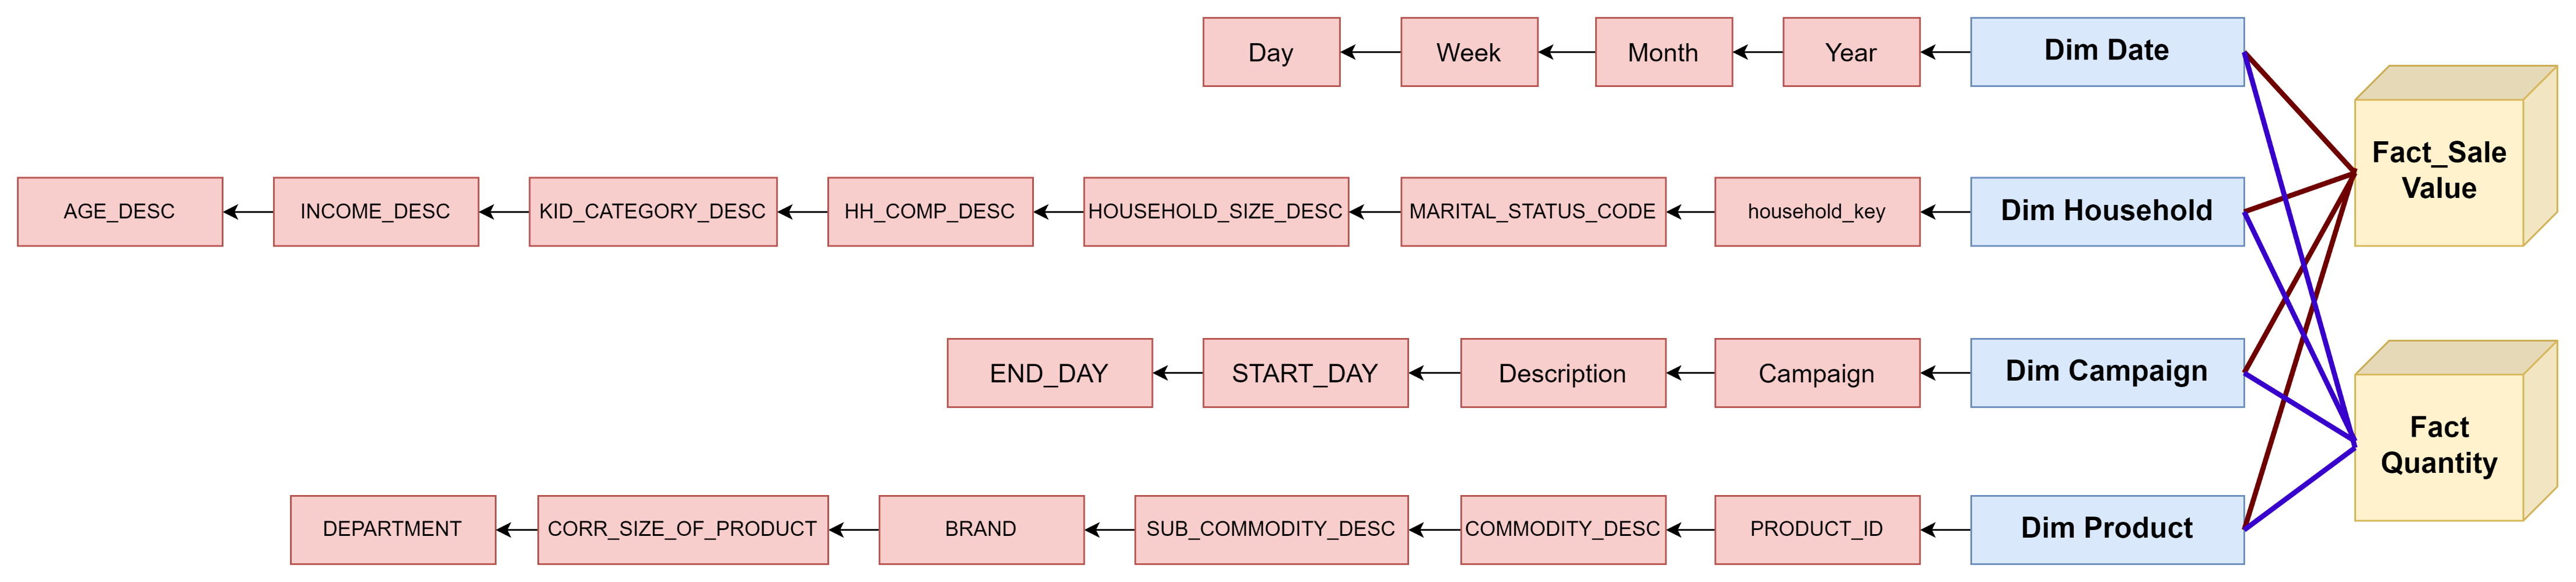 Day
Week
Month
Year
Dim Date
Fact_Sale
Value
AGE_DESC
INCOME_DESC
KID_CATEGORY_DESC
HH_COMP_DESC
HOUSEHOLD_SIZE_DESC
MARITAL_STATUS_CODE
household_key
Dim Household
END_DAY
START_DAY
Description
Campaign
Dim Campaign
Fact
Quantity
DEPARTMENT
CORR_SIZE_OF_PRODUCT
BRAND
SUB_COMMODITY_DESC
COMMODITY_DESC
PRODUCT_ID
Dim Product